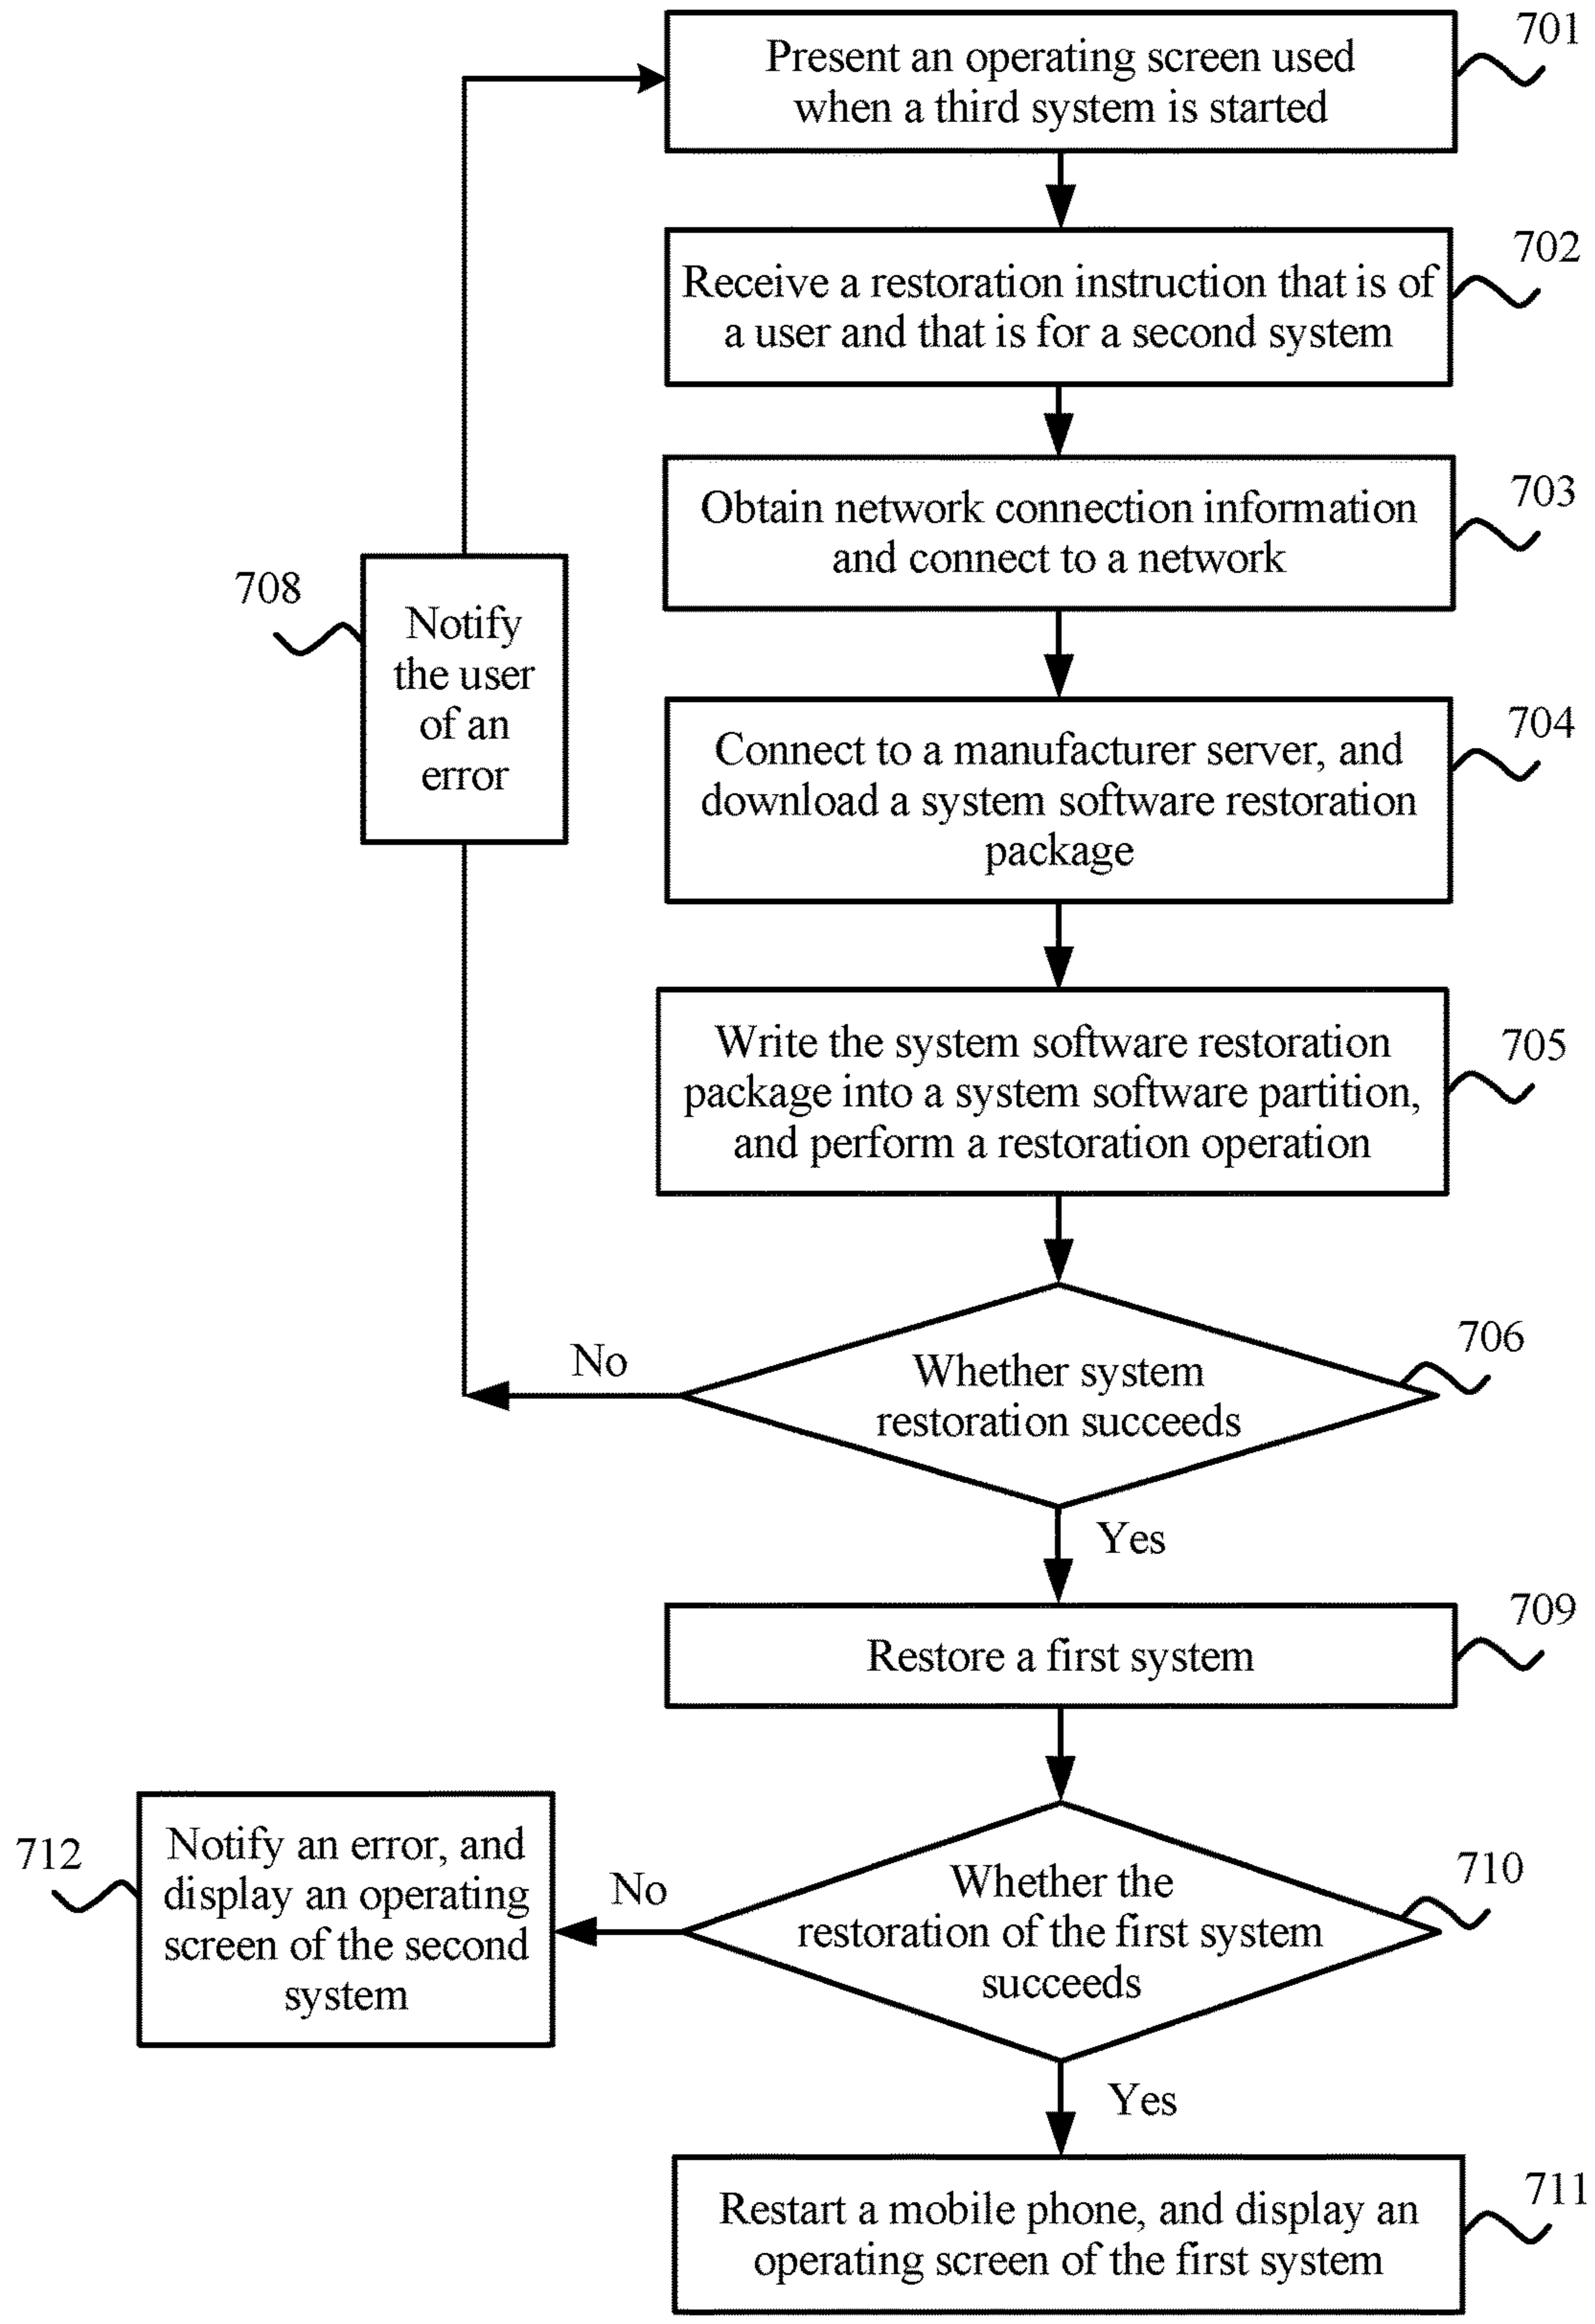 701
Present an operating screen used
when a third system is started
702
Receive a restoration instruction that is of
a user and that is for a second system
703
Obtain network connection information
and connect to a network
708
Notify
the user
of an
error
704
Connect to a manufacturer server, and
download a system software restoration
package
705
Write the system software restoration
package into a system software partition,
and perform a restoration operation
706
No
Whether system
restoration succeeds
Yes
709
Restore a first system
712
Notify an error, and
display an operating
screen of the second
system
No
710
Whether the
restoration of the first system
succeeds
Yes
711
Restart a mobile phone, and display an
operating screen of the first system